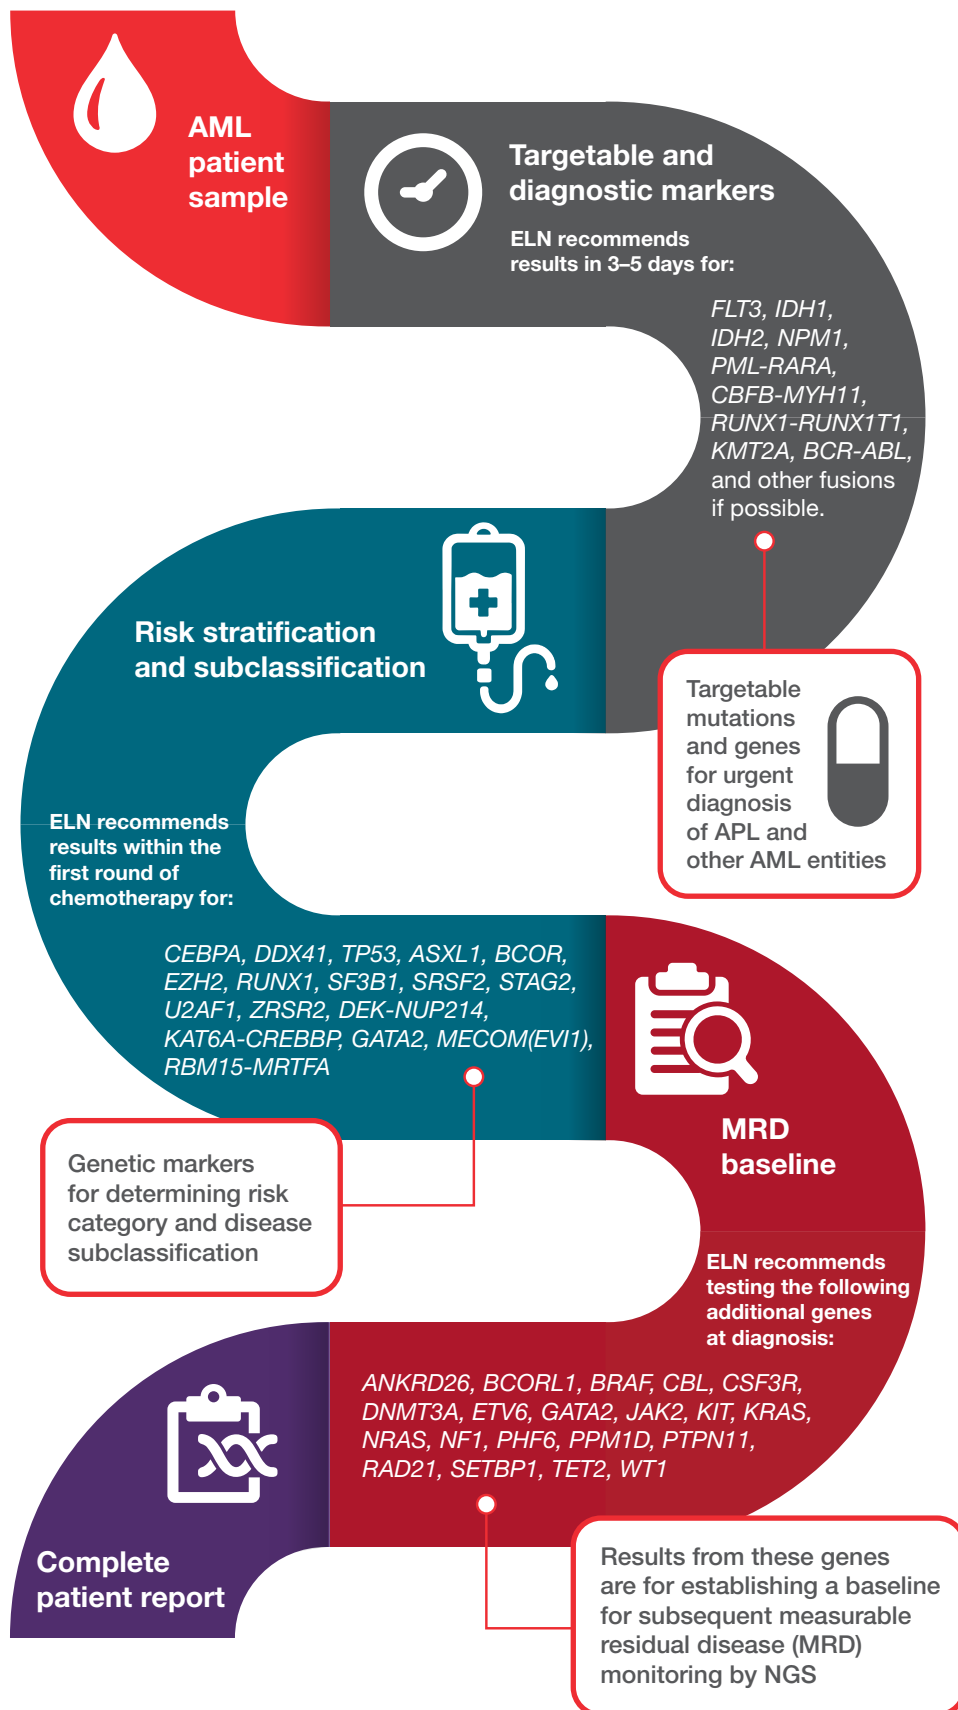 AML
patient
sample
Targetable and
diagnostic markers
ELN recommends
results in 3–5 days for:
FLT3, IDH1,
IDH2, NPM1,
PML-RARA,
CBFB-MYH11,
RUNX1-RUNX1T1,
KMT2A, BCR-ABL,
and other fusions
if possible.
Targetable
mutations
and genes
for urgent
diagnosis
of APL and
other AML entities
Risk stratification
and subclassification
ELN recommends
results within the
first round of
chemotherapy for:
CEBPA, DDX41, TP53, ASXL1, BCOR,
EZH2, RUNX1, SF3B1, SRSF2, STAG2,
U2AF1, ZRSR2, DEK-NUP214,
KAT6A-CREBBP, GATA2, MECOM(EVI1),
RBM15-MRTFA
Genetic markers
for determining risk
category and disease
subclassification
MRD
baseline
ELN recommends
testing the following
additional genes
at diagnosis:
ANKRD26, BCORL1, BRAF, CBL, CSF3R,
DNMT3A, ETV6, GATA2, JAK2, KIT, KRAS,
NRAS, NF1, PHF6, PPM1D, PTPN11,
RAD21, SETBP1, TET2, WT1
Results from these genes
are for establishing a baseline
for subsequent measurable
residual disease (MRD)
monitoring by NGS
Complete
patient report